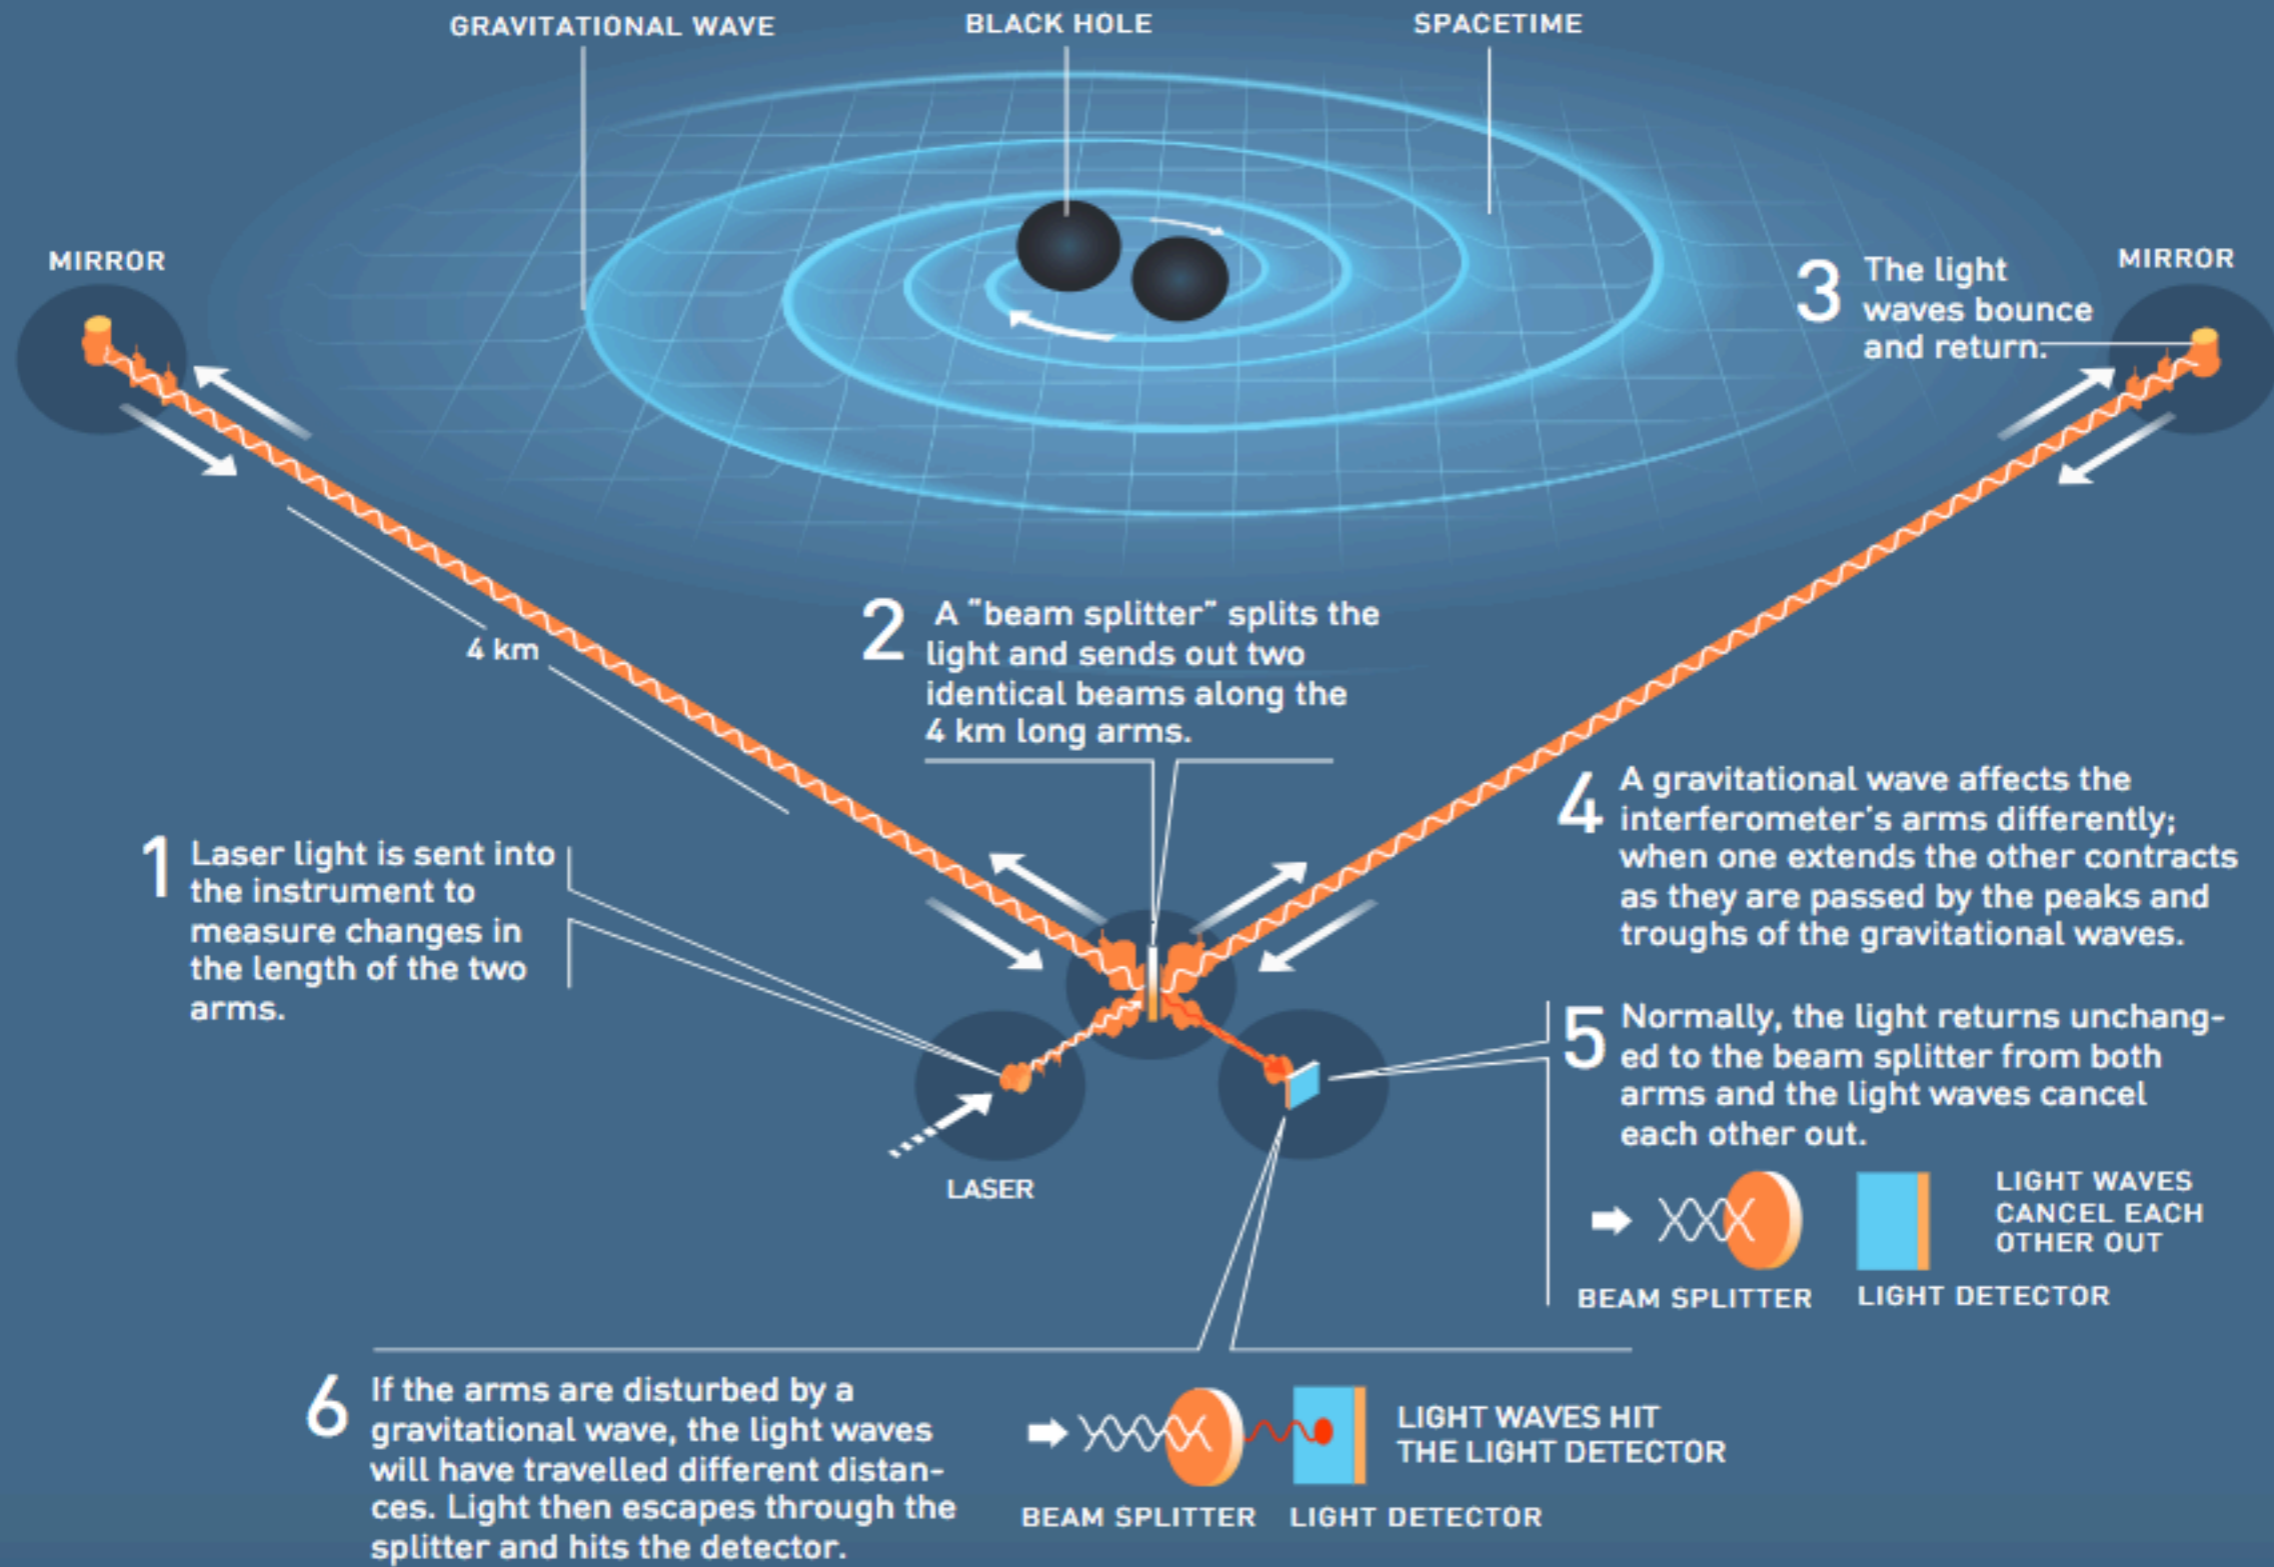 GRAVITATIONAL WAVE
BLACK HOLE
SPACETIME
MIRROR
3 The light
waves bounce
and return.
MIRROR
4 km
2 A "beam splitter" splits the
light and sends out two
identical beams along the
4 km long arms.
1 Laser light is sent into
the instrument to
measure changes in
the length of the two
arms.
4 A gravitational wave affects the
interferometer's arms differently;
when one extends the other contracts
as they are passed by the peaks and
troughs of the gravitational waves.
5 Normally, the light returns unchang-
ed to the beam splitter from both
arms and the light waves cancel
each other out.
LASER
LIGHT WAVES
CANCEL EACH
OTHER OUT
BEAM SPLITTER
LIGHT DETECTOR
6 If the arms are disturbed by a
gravitational wave, the light waves
will have travelled different distan-
ces. Light then escapes through the
splitter and hits the detector.
LIGHT WAVES HIT
THE LIGHT DETECTOR
BEAM SPLITTER
LIGHT DETECTOR